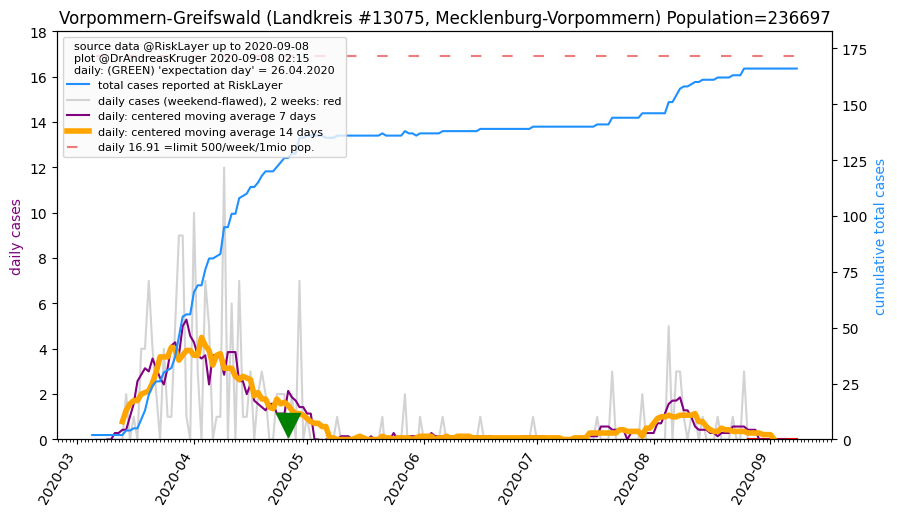 Vorpommern-Greifswald (Landkreis #13075, Mecklenburg-Vorpommern) Population=236697
source data @RiskLayer up to 2020-09-08
plot @DrAndreasKruger 2020-09-08 02:15
daily: (GREEN) 'expectation day' = 26.04.2020
total cases reported at RiskLayer
daily cases (weekend-flawed), 2 weeks: red
daily: centered moving average 7 days
daily: centered moving average 14 days
daily 16.91 =limit 500/week/1mio pop.
daily cases
18
16
14
12
10
8
6
4
2
0
cumulative total cases
175
150
125
100
75
50
25
0
2020-03
2020-04
2020-05
2020-06
2020-07
2020-08
2020-09